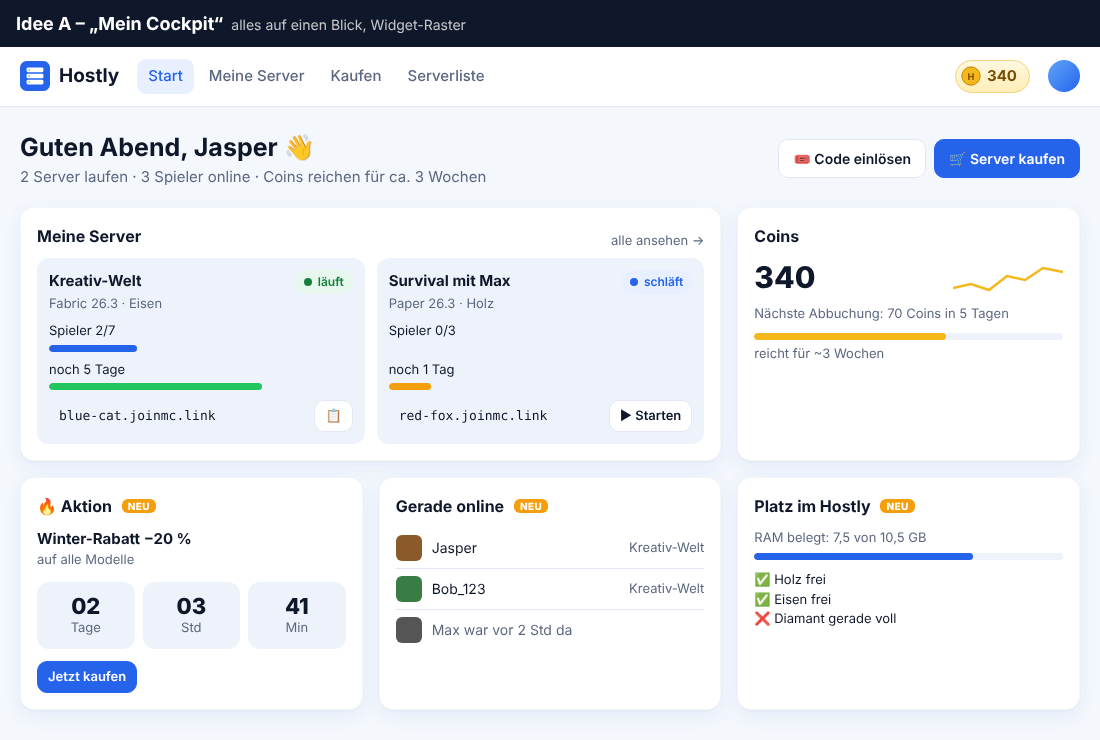 Idee A – „Mein Cockpit“ alles auf einen Blick, Widget-Raster
Hostly Start Meine Server Kaufen Serverliste H 340
Guten Abend, Jasper 👋
2 Server laufen · 3 Spieler online · Coins reichen für ca. 3 Wochen
🎟️ Code einlösen 🛒 Server kaufen
Meine Server alle ansehen →
Kreativ-Welt läuft
Fabric 26.3 · Eisen
Spieler 2/7
noch 5 Tage
blue-cat.joinmc.link 📋
Survival mit Max schläft
Paper 26.3 · Holz
Spieler 0/3
noch 1 Tag
red-fox.joinmc.link ▶ Starten
Coins
340
Nächste Abbuchung: 70 Coins in 5 Tagen
reicht für ~3 Wochen
🔥 Aktion NEU
Winter-Rabatt −20 %
auf alle Modelle
02 03 41
Tage Std Min
Jetzt kaufen
Gerade online NEU
Jasper Kreativ-Welt
Bob_123 Kreativ-Welt
Max war vor 2 Std da
Platz im Hostly NEU
RAM belegt: 7,5 von 10,5 GB
✅ Holz frei
✅ Eisen frei
❌ Diamant gerade voll